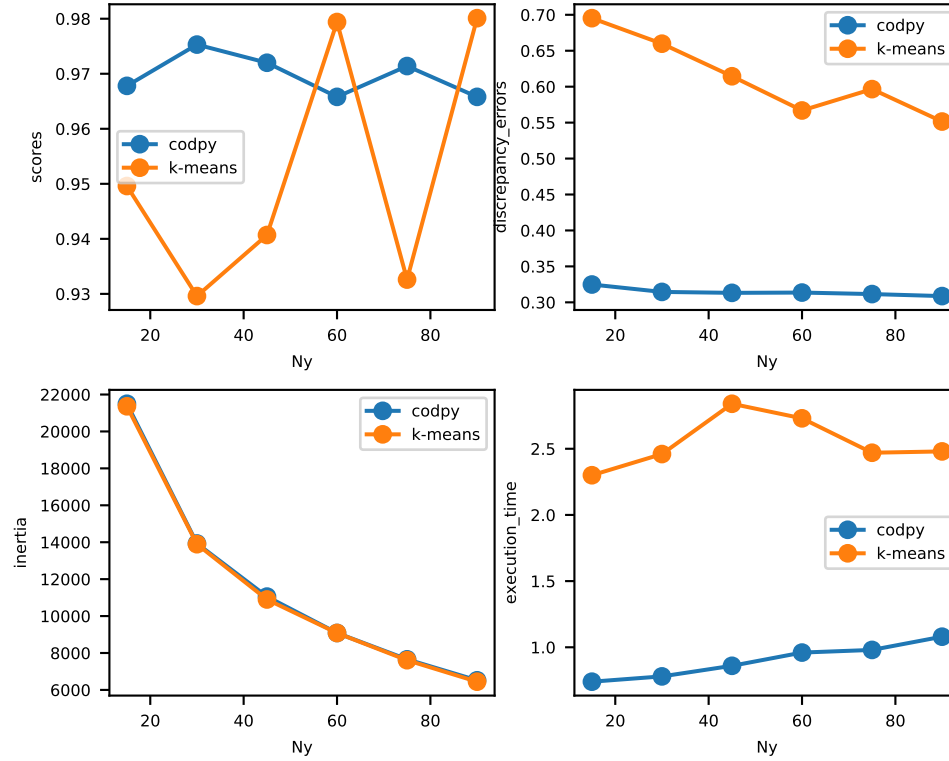 scores
0.98
0.97
0.96
0.95
0.94
0.93
codpy
k-means
20
40
60
80
Ny
discrepancy_errors
0.70
0.65
0.60
0.55
0.50
0.45
0.40
0.35
0.30
codpy
k-means
20
40
60
80
Ny
inertia
22000
20000
18000
16000
14000
12000
10000
8000
6000
codpy
k-means
20
40
60
80
Ny
execution_time
2.5
2.0
1.5
1.0
codpy
k-means
20
40
60
80
Ny